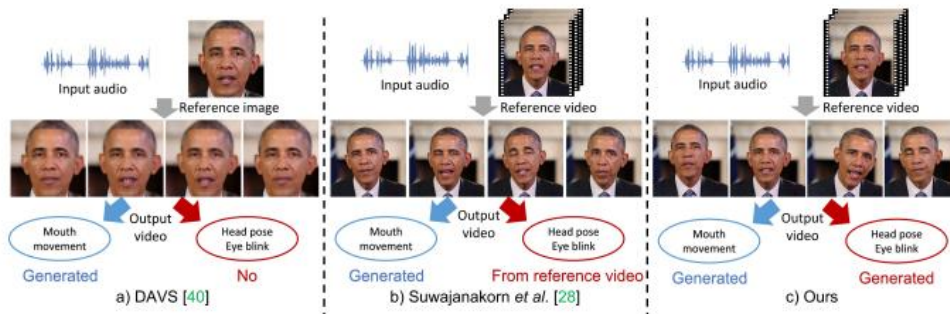 Input audio
Reference image
Output video
Mouth movement
Head pose
Eye blink
Generated
No
a) DAVS [40]
Input audio
Reference video
Output video
Mouth movement
Head pose
Eye blink
Generated
From reference video
b) Suwajanakorn et al. [28]
Input audio
Reference video
Output video
Mouth movement
Head pose
Eye blink
Generated
Generated
c) Ours